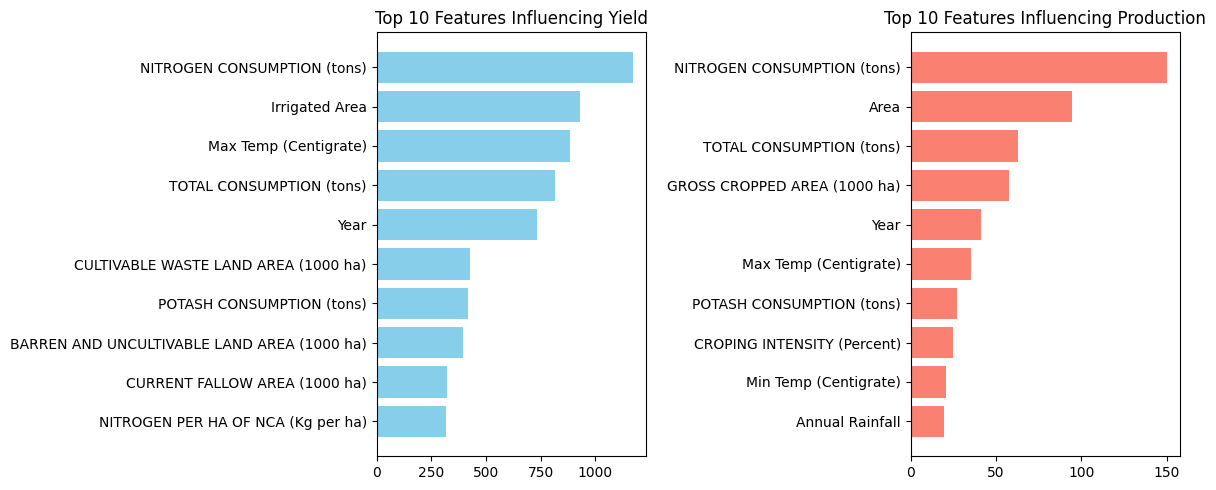 Top 10 Features Influencing Yield
NITROGEN CONSUMPTION (tons)
Irrigated Area
Max Temp (Centigrate)
TOTAL CONSUMPTION (tons)
Year
CULTIVABLE WASTE LAND AREA (1000 ha)
POTASH CONSUMPTION (tons)
BARREN AND UNCULTIVABLE LAND AREA (1000 ha)
CURRENT FALLOW AREA (1000 ha)
NITROGEN PER HA OF NCA (Kg per ha)
0 250 500 750 1000
Top 10 Features Influencing Production
NITROGEN CONSUMPTION (tons)
Area
TOTAL CONSUMPTION (tons)
GROSS CROPPED AREA (1000 ha)
Year
Max Temp (Centigrate)
POTASH CONSUMPTION (tons)
CROPING INTENSITY (Percent)
Min Temp (Centigrate)
Annual Rainfall
0 50 100 150